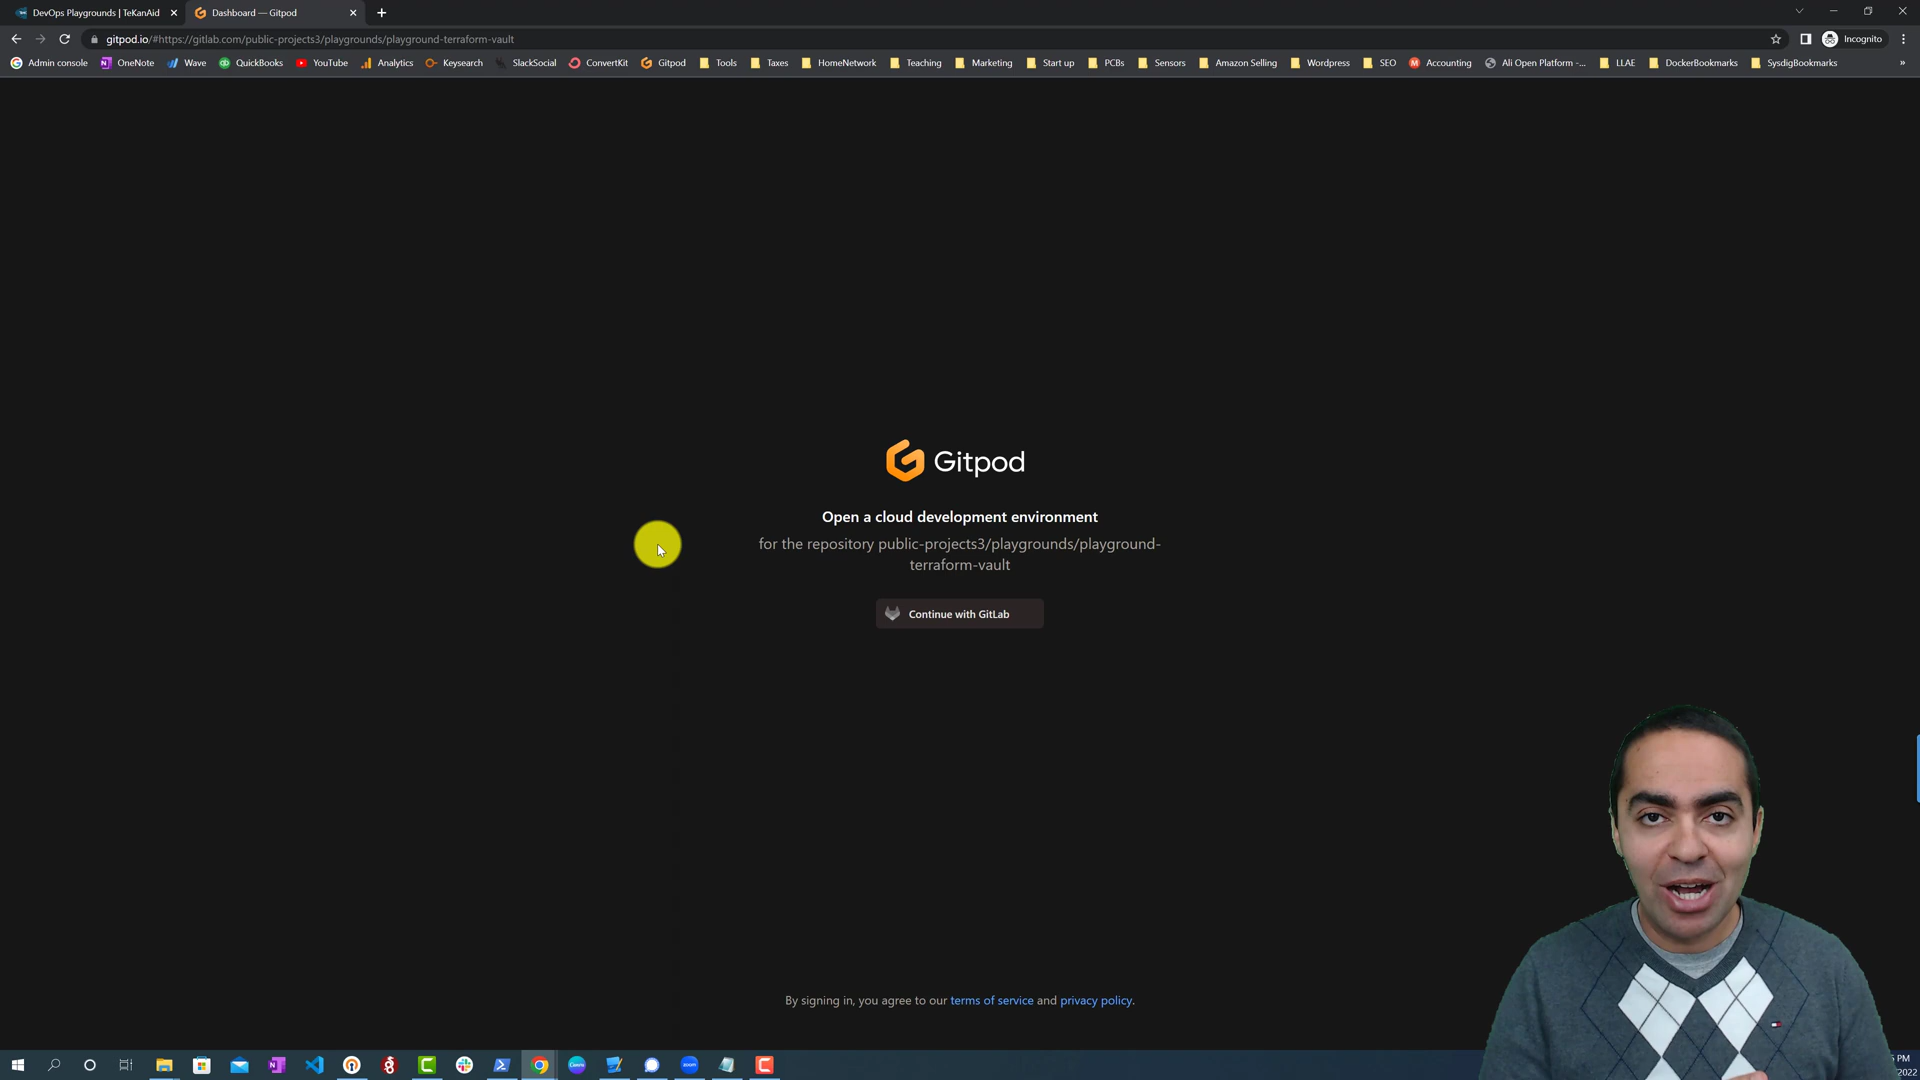 DevOps Playgrounds | TeKanAid
Dashboard — Gitpod
gitpod.io/#https://gitlab.com/public-projects3/playgrounds/playground-terraform-vault
Incognito
Admin console OneNote Wave QuickBooks YouTube Analytics Keysearch SlackSocial ConvertKit Gitpod Tools Taxes HomeNetwork Teaching Marketing Start up PCBs Sensors Amazon Selling Wordpress SEO Accounting Ali Open Platform -... LLAE DockerBookmarks SysdigBookmarks »
Gitpod
Open a cloud development environment
for the repository public-projects3/playgrounds/playground-
terraform-vault
Continue with GitLab
By signing in, you agree to our terms of service and privacy policy.
PM
2022